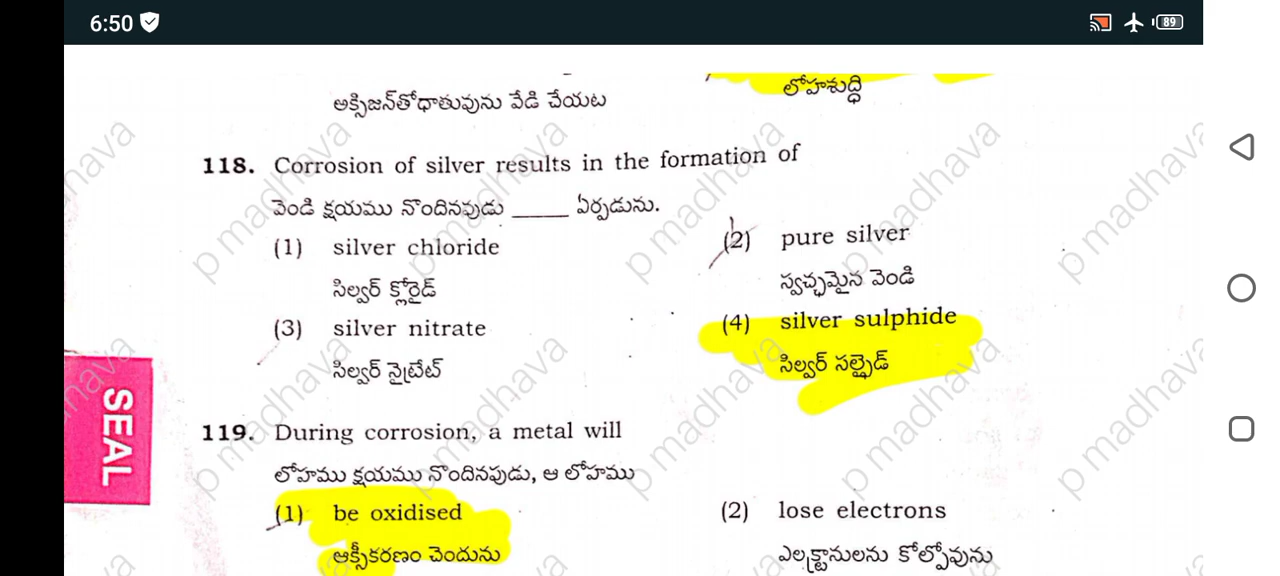 6:50
89
ఆక్సిజన్‌తోధాతువును వేడి చేయుట
లోహశుద్ధి
118. Corrosion of silver results in the formation of
వెండి క్షయము నొందినపుడు _____ ఏర్పడును.
(1) silver chloride
(2) pure silver
సిల్వర్ క్లోరైడ్
స్వచ్ఛమైన వెండి
(3) silver nitrate
(4) silver sulphide
సిల్వర్ నైట్రేట్
సిల్వర్ సల్ఫైడ్
SEAL
119. During corrosion, a metal will
లోహము క్షయము నొందినపుడు, ఆ లోహము
(1) be oxidised
(2) lose electrons
ఆక్సీకరణం చెందును
ఎలక్ట్రానులను కోల్పోవును
p madhava